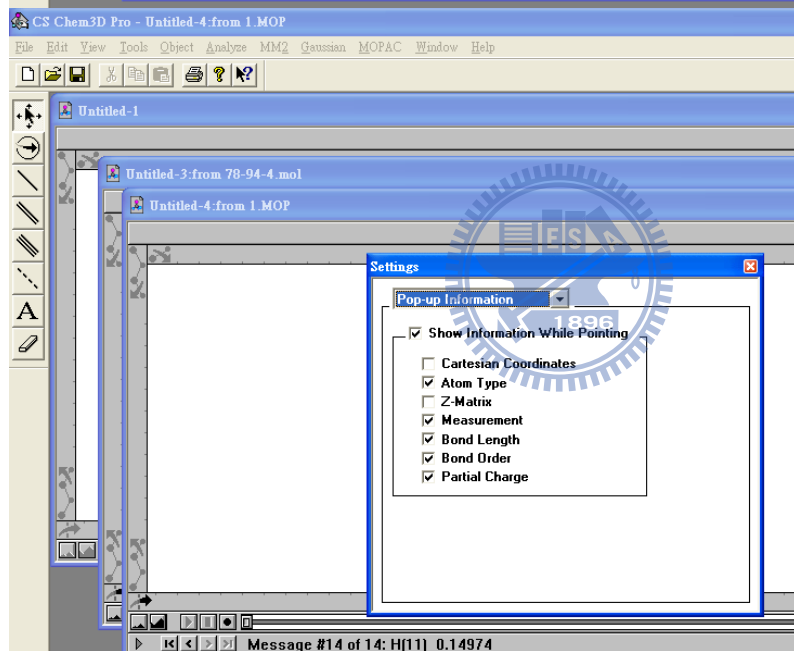 CS Chem3D Pro - Untitled-4:from 1.MOP
File Edit View Tools Object Analyze MM2 Gaussian MOPAC Window Help
Untitled-1
Untitled-3:from 78-94-4.mol
Untitled-4:from 1.MOP
A
Settings
Pop-up Information
Show Information While Pointing
Cartesian Coordinates
Atom Type
Z-Matrix
Measurement
Bond Length
Bond Order
Partial Charge
ES
1896
Message #14 of 14: H(11) 0.14974